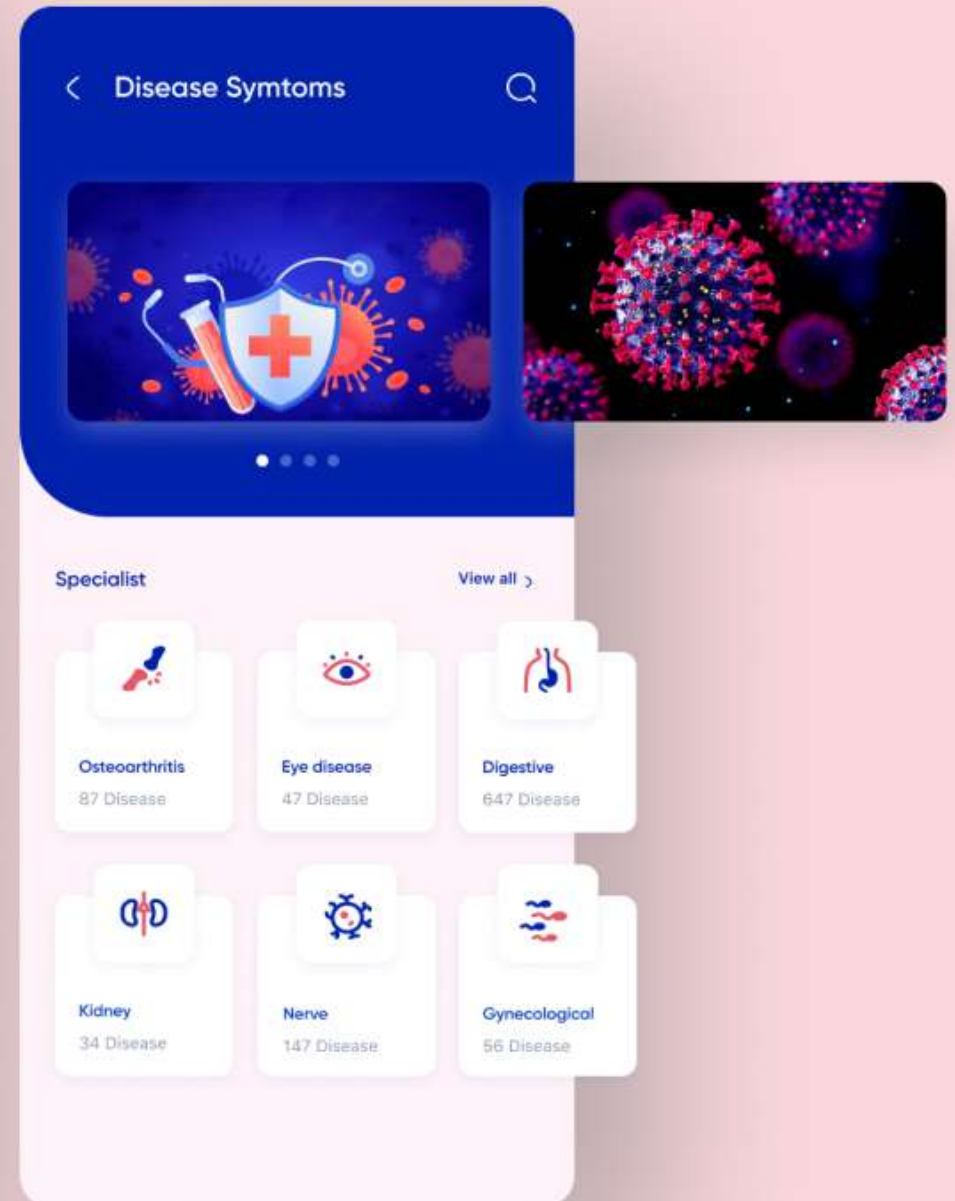 Disease Symtoms
Specialist
View all
Osteoarthritis
87 Disease
Eye disease
47 Disease
Digestive
647 Disease
Kidney
34 Disease
Nerve
147 Disease
Gynecological
56 Disease